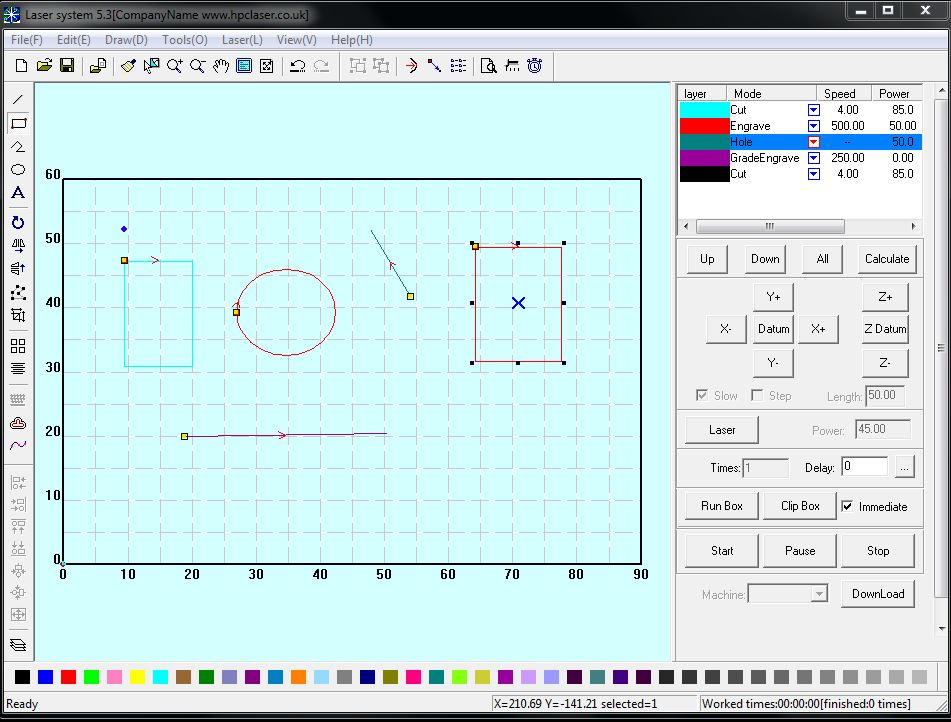 Laser system 5.3[CompanyName www.hpclaser.co.uk]
File(F) Edit(E) Draw(D) Tools(O) Laser(L) View(V) Help(H)
layer Mode Speed Power
Cut 4.00 85.0
Engrave 500.00 50.00
Hole -- 50.0
GradeEngrave 250.00 0.00
Cut 4.00 85.0
Up Down All Calculate
Y+ Z+
X- Datum X+ Z Datum
Y- Z-
Slow Step Length: 50.00
Laser Power: 45.00
Times: 1 Delay: 0 ...
Run Box Clip Box Immediate
Start Pause Stop
Machine: DownLoad
A
60
50
40
30
20
10
0
0 10 20 30 40 50 60 70 80 90
Ready X=210.69 Y=-141.21 selected=1 Worked times:00:00:00[finished:0 times]